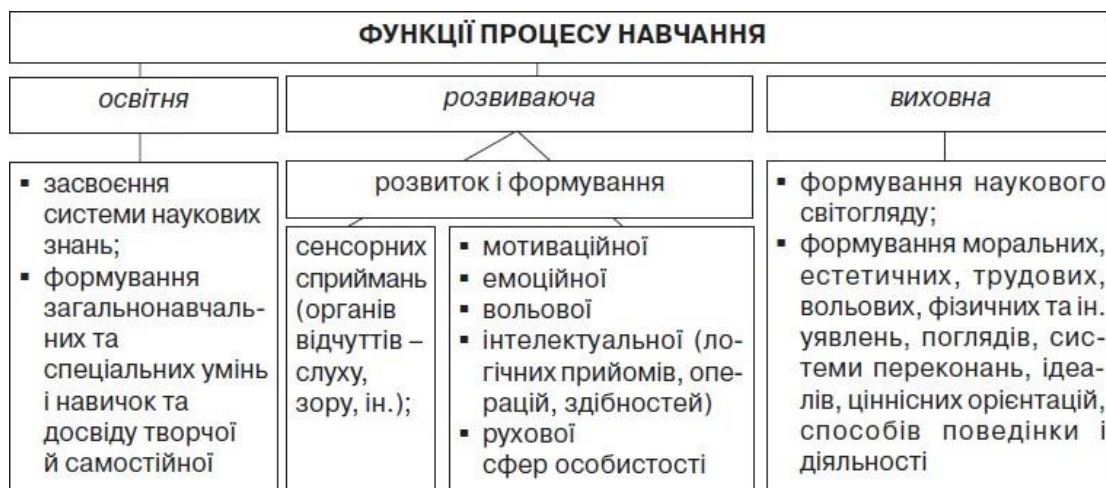 ФУНКЦІЇ ПРОЦЕСУ НАВЧАННЯ
освітня
розвиваюча
виховна
▪ засвоєння
системи наукових
знань;
▪ формування
загальнонавчаль-
них та
спеціальних умінь
і навичок та
досвіду творчої
й самостійної
розвиток і формування
сенсорних
сприймань
(органів
відчуттів –
слуху,
зору, ін.);
▪ мотиваційної
▪ емоційної
▪ вольової
▪ інтелектуальної (ло-
гічних прийомів, опе-
рацій, здібностей)
▪ рухової
сфер особистості
▪ формування наукового
світогляду;
▪ формування моральних,
естетичних, трудових,
вольових, фізичних та ін.
уявлень, поглядів, сис-
теми переконань, ідеа-
лів, ціннісних орієнтацій,
способів поведінки і
діяльності